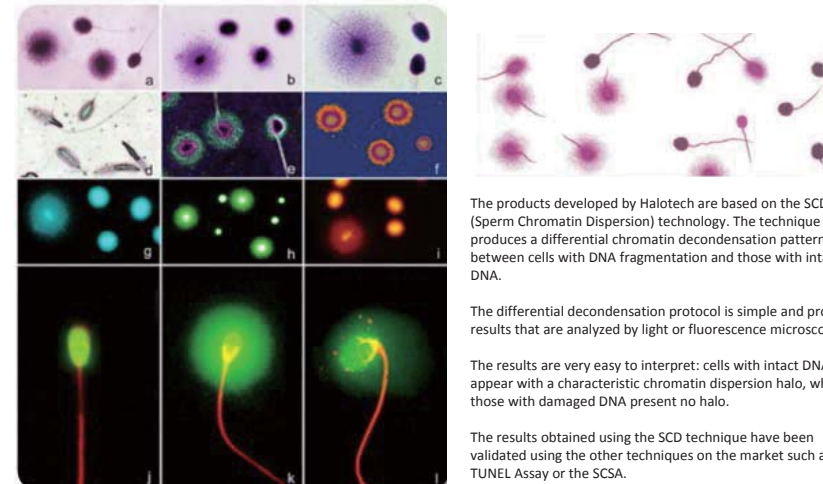 a
b
c
d
e
f
g
h
i
j
k
l
The products developed by Halotech are based on the SCD
(Sperm Chromatin Dispersion) technology. The technique
produces a differential chromatin decondensation pattern
between cells with DNA fragmentation and those with
DNA.
The differential decondensation protocol is simple and
results that are analyzed by light or fluorescence
The results are very easy to interpret: cells with intact DNA
appear with a characteristic chromatin dispersion halo,
those with damaged DNA present no halo.
The results obtained using the SCD technique have been
validated using the other techniques on the market such
TUNEL Assay or the SCSA.